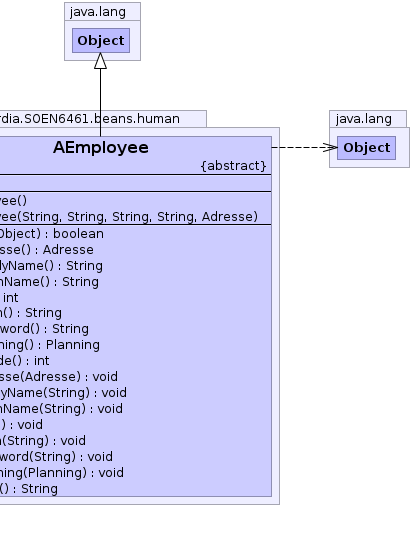 java.lang
Object
rdia.SOEN6461.beans.human
java.lang
AEmployee
Object
{abstract}
yee()
yee(String, String, String, String, Adresse)
Object) : boolean
sse() : Adresse
lyName() : String
nName() : String
: int
n() : String
word() : String
ning() : Planning
de() : int
sse(Adresse) : void
lyName(String) : void
nName(String) : void
) : void
n(String) : void
word(String) : void
ning(Planning) : void
() : String